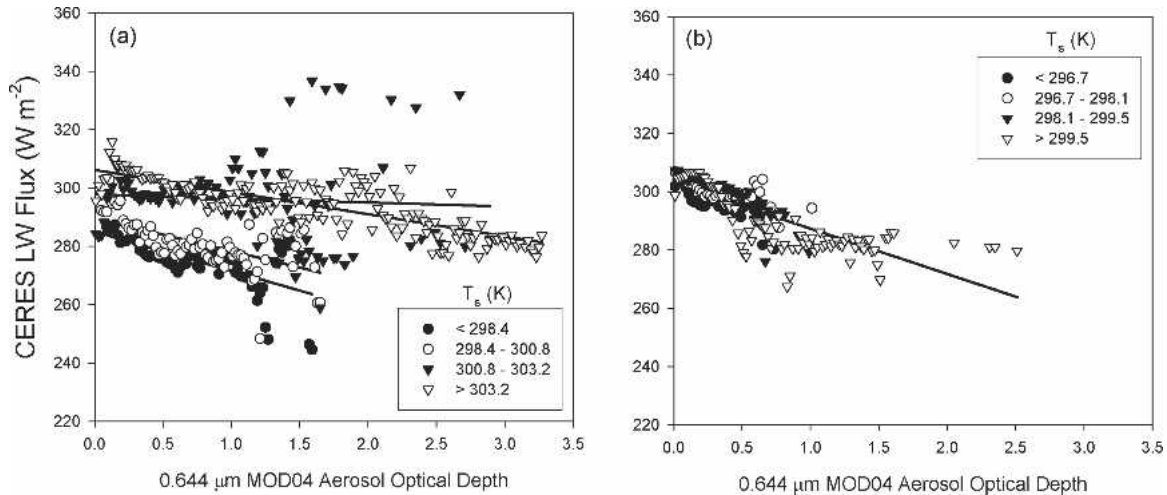 (a)
CERES LW Flux (W m-2)
360
340
320
300
280
260
240
220
0.0 0.5 1.0 1.5 2.0 2.5 3.0 3.5
0.644 μm MOD04 Aerosol Optical Depth
Ts (K)
< 298.4
298.4 - 300.8
300.8 - 303.2
> 303.2
(b)
360
340
320
300
280
260
240
220
0.0 0.5 1.0 1.5 2.0 2.5 3.0 3.5
0.644 μm MOD04 Aerosol Optical Depth
Ts (K)
< 296.7
296.7 - 298.1
298.1 - 299.5
> 299.5